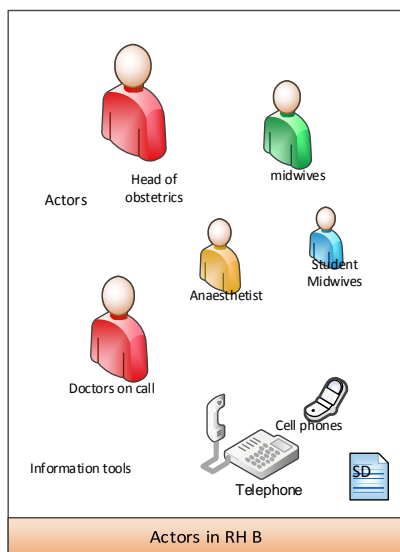 Head of
obstetrics
midwives
Actors
Student
Midwives
Anaesthetist
Doctors on call
Cell phones
Information tools
SD
Telephone
Actors in RH B